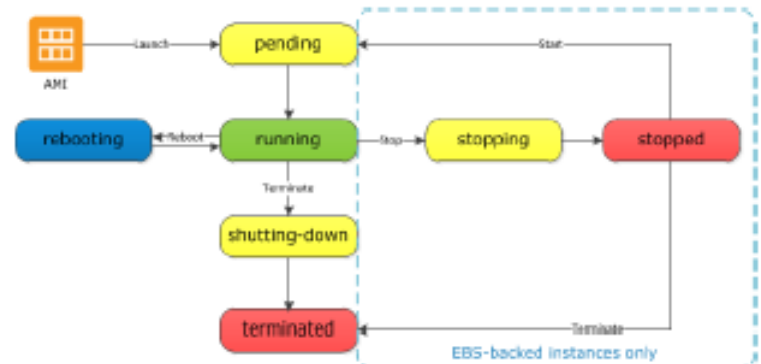 Launch
pending
Start
AMI
rebooting
Reboot
running
Stop
stopping
stopped
Terminate
shutting-down
terminated
Terminate
EBS-backed instances only